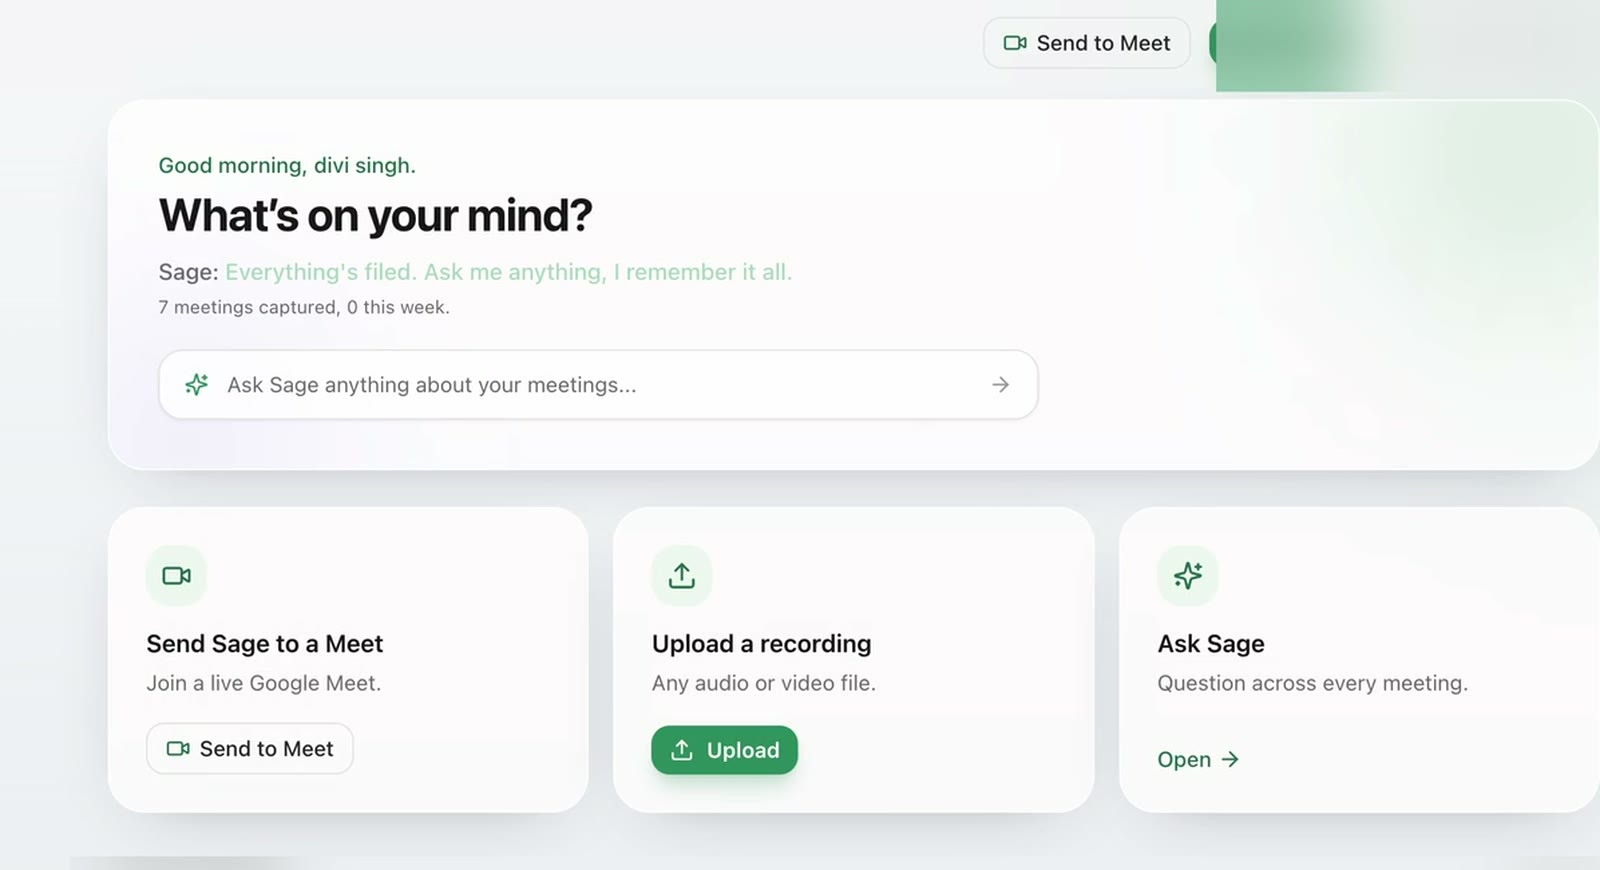 Send to Meet
Good morning, divi singh.
What's on your mind?
Sage: Everything's filed. Ask me anything, I remember it all.
7 meetings captured, 0 this week.
Ask Sage anything about your meetings...
Send Sage to a Meet
Join a live Google Meet.
Send to Meet
Upload a recording
Any audio or video file.
Upload
Ask Sage
Question across every meeting.
Open